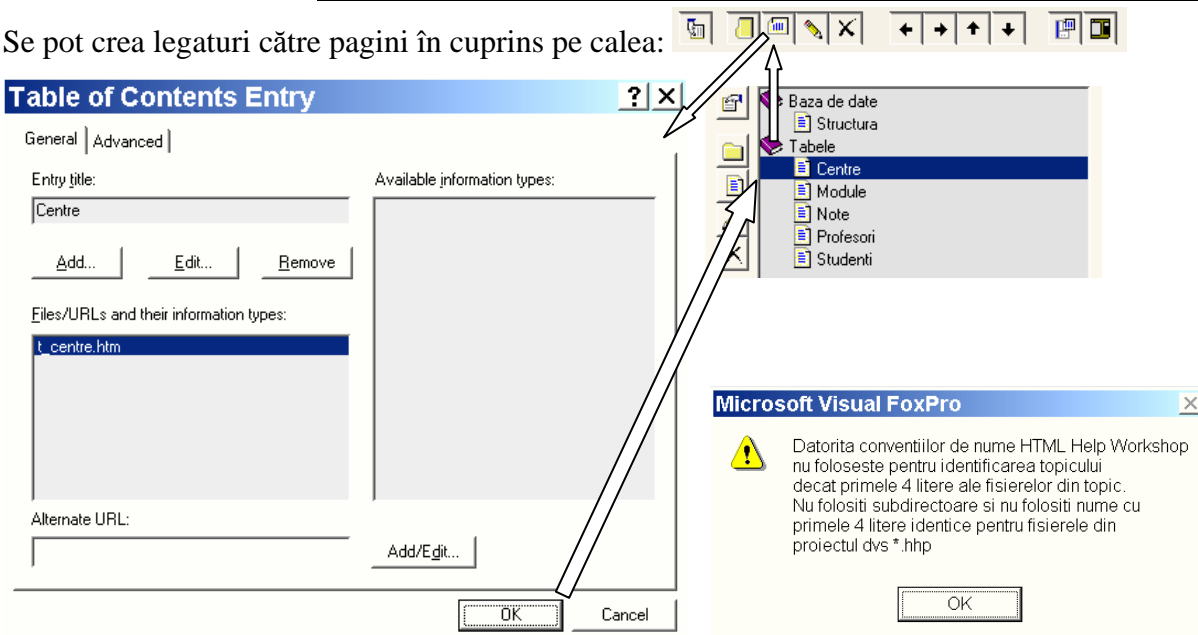 Se pot crea legaturi către pagini în cuprins pe calea:
Table of Contents Entry
General
Advanced
Entry title:
Centre
Add...
Edit...
Remove
Files/URLs and their information types:
t_centre.htm
Alternate URL:
Available information types:
Add/Edit...
OK
Cancel
Baza de date
Structura
Tabele
Centre
Module
Note
Profesori
Studenti
Microsoft Visual FoxPro
Datorita conventiilor de nume HTML Help Workshop
nu foloseste pentru identificarea topicului
decat primele 4 litere ale fisierelor din topic.
Nu folositi subdirectoare si nu folositi nume cu
primele 4 litere identice pentru fisierele din
proiectul dvs *.hhp
OK